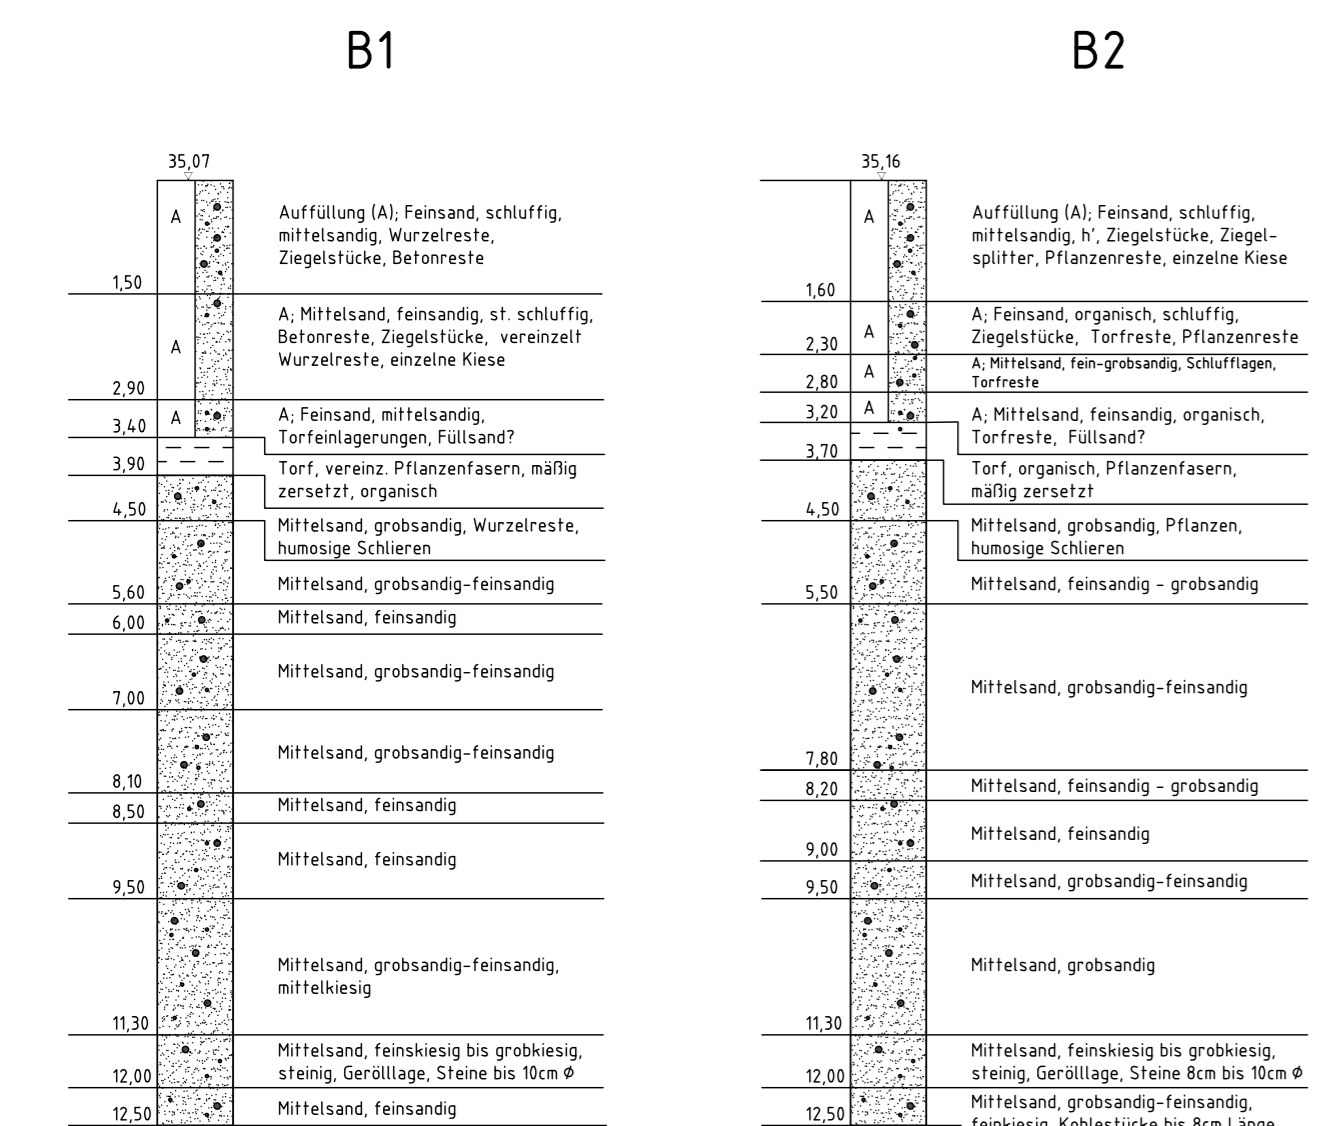 B1
35,07
A
Auffüllung (A); Feinsand, schluffig,
mittelsandig, Wurzelreste,
Ziegelstücke, Betonreste
1,50
A; Mittelsand, feinsandig, st. schluffig,
Betonreste, Ziegelstücke, vereinzelt
Wurzelreste, einzelne Kiese
A
2,90
A; Feinsand, mittelsandig,
Torfeinlagerungen, Füllsand?
A
3,40
Torf, vereinz. Pflanzenfasern, mäßig
zersetzt, organisch
3,90
Mittelsand, grobsandig, Wurzelreste,
humosige Schlieren
4,50
Mittelsand, grobsandig-feinsandig
5,60
Mittelsand, feinsandig
6,00
Mittelsand, grobsandig-feinsandig
7,00
Mittelsand, grobsandig-feinsandig
8,10
Mittelsand, feinsandig
8,50
Mittelsand, feinsandig
9,50
Mittelsand, grobsandig-feinsandig,
mittelkiesig
11,30
Mittelsand, feinskiesig bis grobkiesig,
steinig, Gerölllage, Steine bis 10cm Ø
12,00
Mittelsand, feinsandig
12,50
B2
35,16
A
Auffüllung (A); Feinsand, schluffig,
mittelsandig, h', Ziegelstücke, Ziegel-
splitter, Pflanzenreste, einzelne Kiese
1,60
A; Feinsand, organisch, schluffig,
Ziegelstücke, Torfreste, Pflanzenreste
A
2,30
A; Mittelsand, fein-grobsandig, Schlufflagen,
Torfreste
A
2,80
A; Mittelsand, feinsandig, organisch,
Torfreste, Füllsand?
A
3,20
Torf, organisch, Pflanzenfasern,
mäßig zersetzt
3,70
Mittelsand, grobsandig, Pflanzen,
humosige Schlieren
4,50
Mittelsand, feinsandig - grobsandig
5,50
Mittelsand, grobsandig-feinsandig
7,80
Mittelsand, feinsandig - grobsandig
8,20
Mittelsand, feinsandig
9,00
Mittelsand, grobsandig-feinsandig
9,50
Mittelsand, grobsandig
11,30
Mittelsand, feinskiesig bis grobkiesig,
steinig, Gerölllage, Steine 8cm bis 10cm Ø
12,00
Mittelsand, grobsandig-feinsandig,
feinkiesig, Kohlestücke bis 8cm Länge
12,50